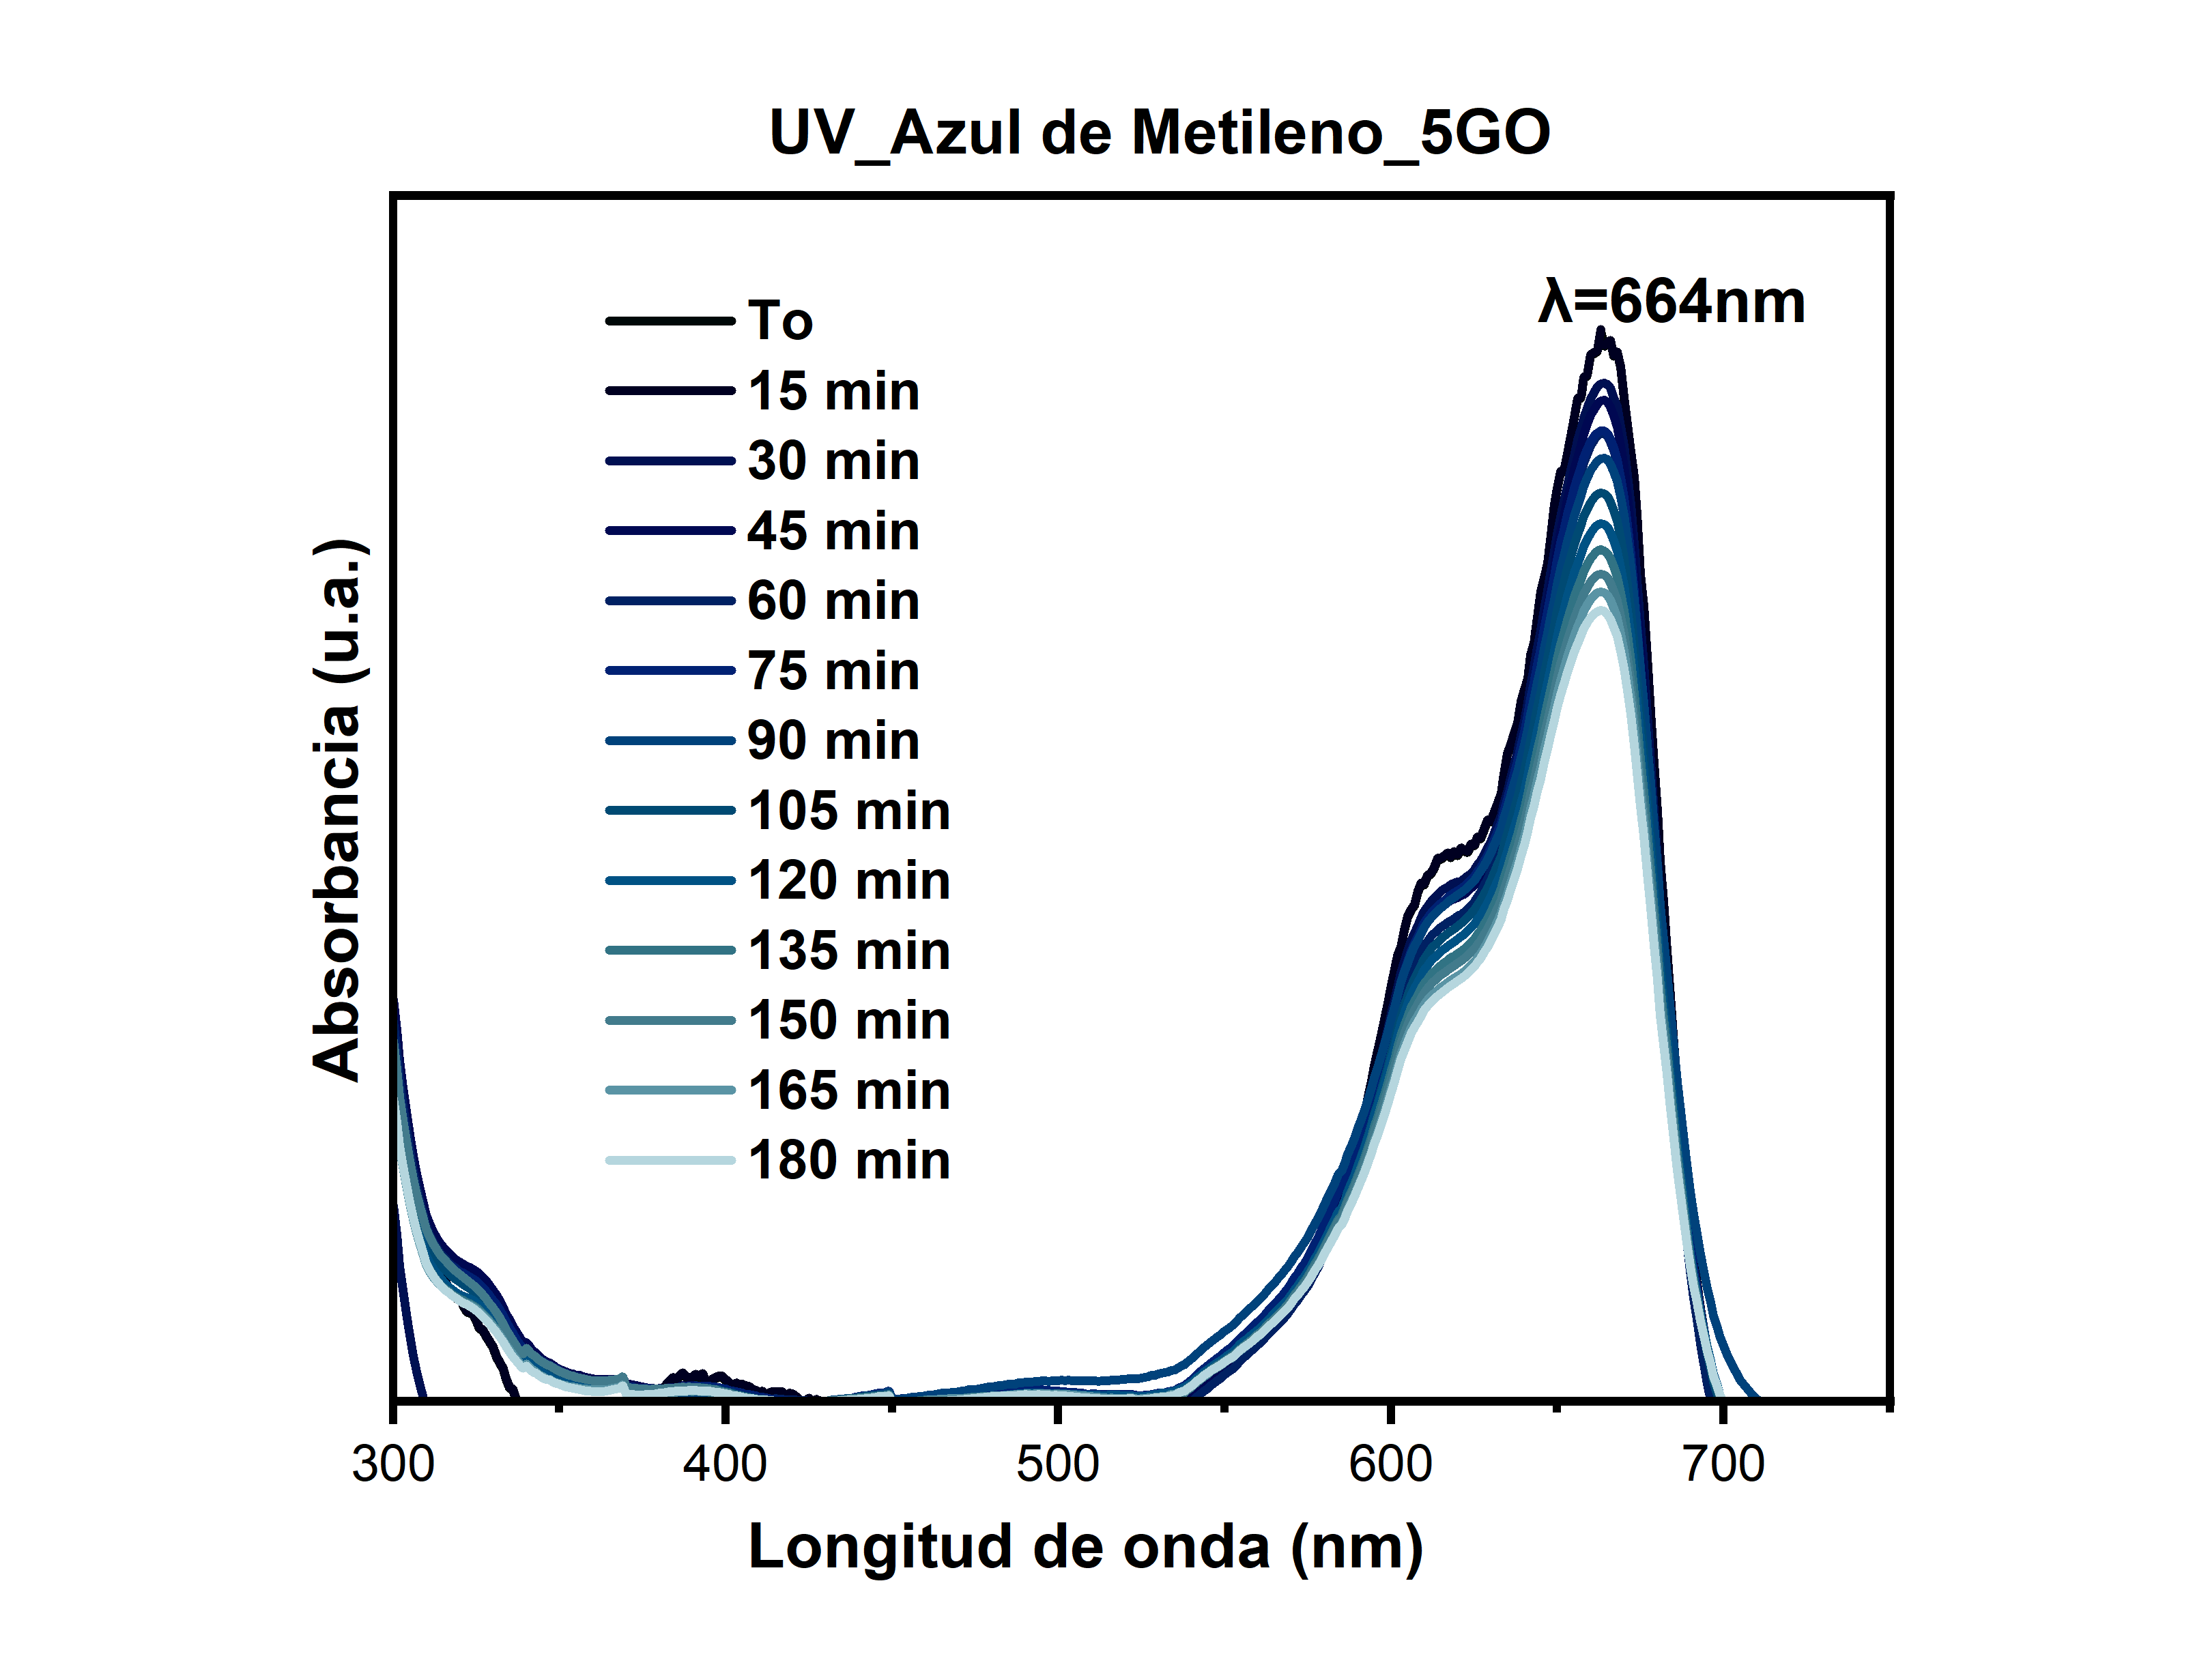 UV_Azul de Metileno_5GO
λ=664nm
To
15 min
30 min
45 min
60 min
75 min
90 min
105 min
120 min
135 min
150 min
165 min
180 min
Absorbancia (u.a.)
300 400 500 600 700
Longitud de onda (nm)